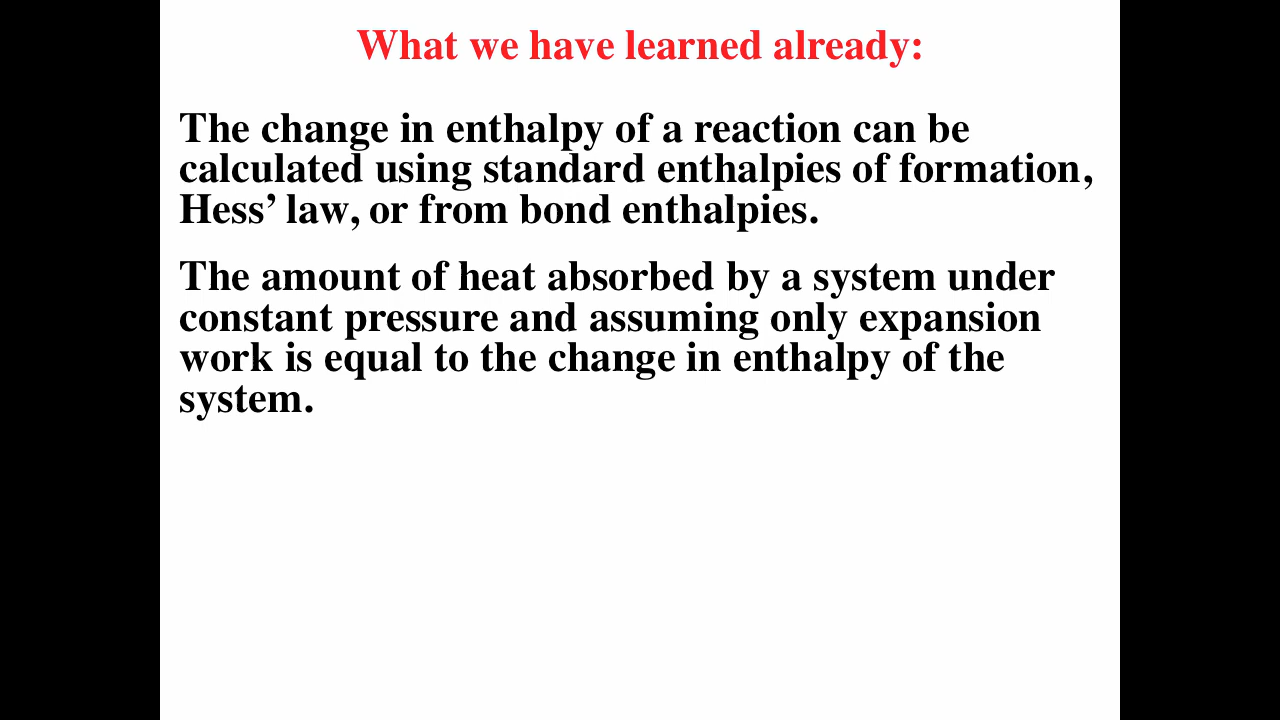 What we have learned already:
The change in enthalpy of a reaction can be
calculated using standard enthalpies of formation,
Hess’ law, or from bond enthalpies.
The amount of heat absorbed by a system under
constant pressure and assuming only expansion
work is equal to the change in enthalpy of the
system.